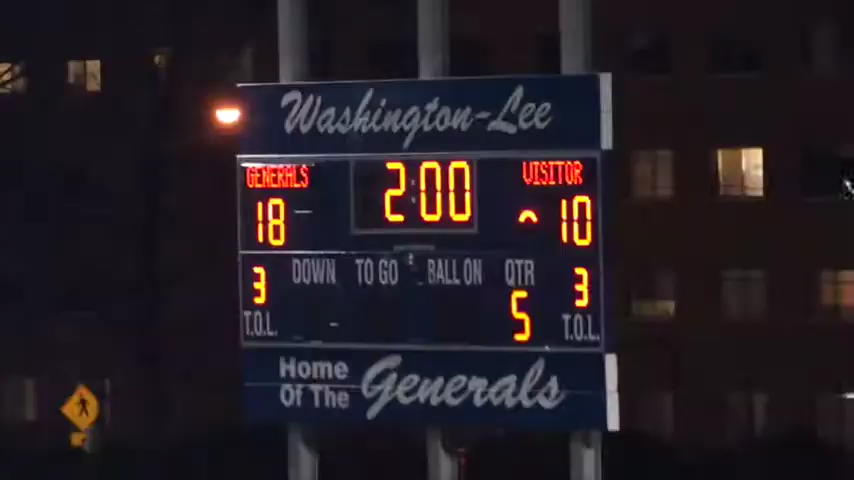 Washington-Lee
GENERALS 2:00 VISITOR
18 10
3 DOWN TO GO BALL ON QTR 3
T.O.L. 5 T.O.L.
Home Of The Generals